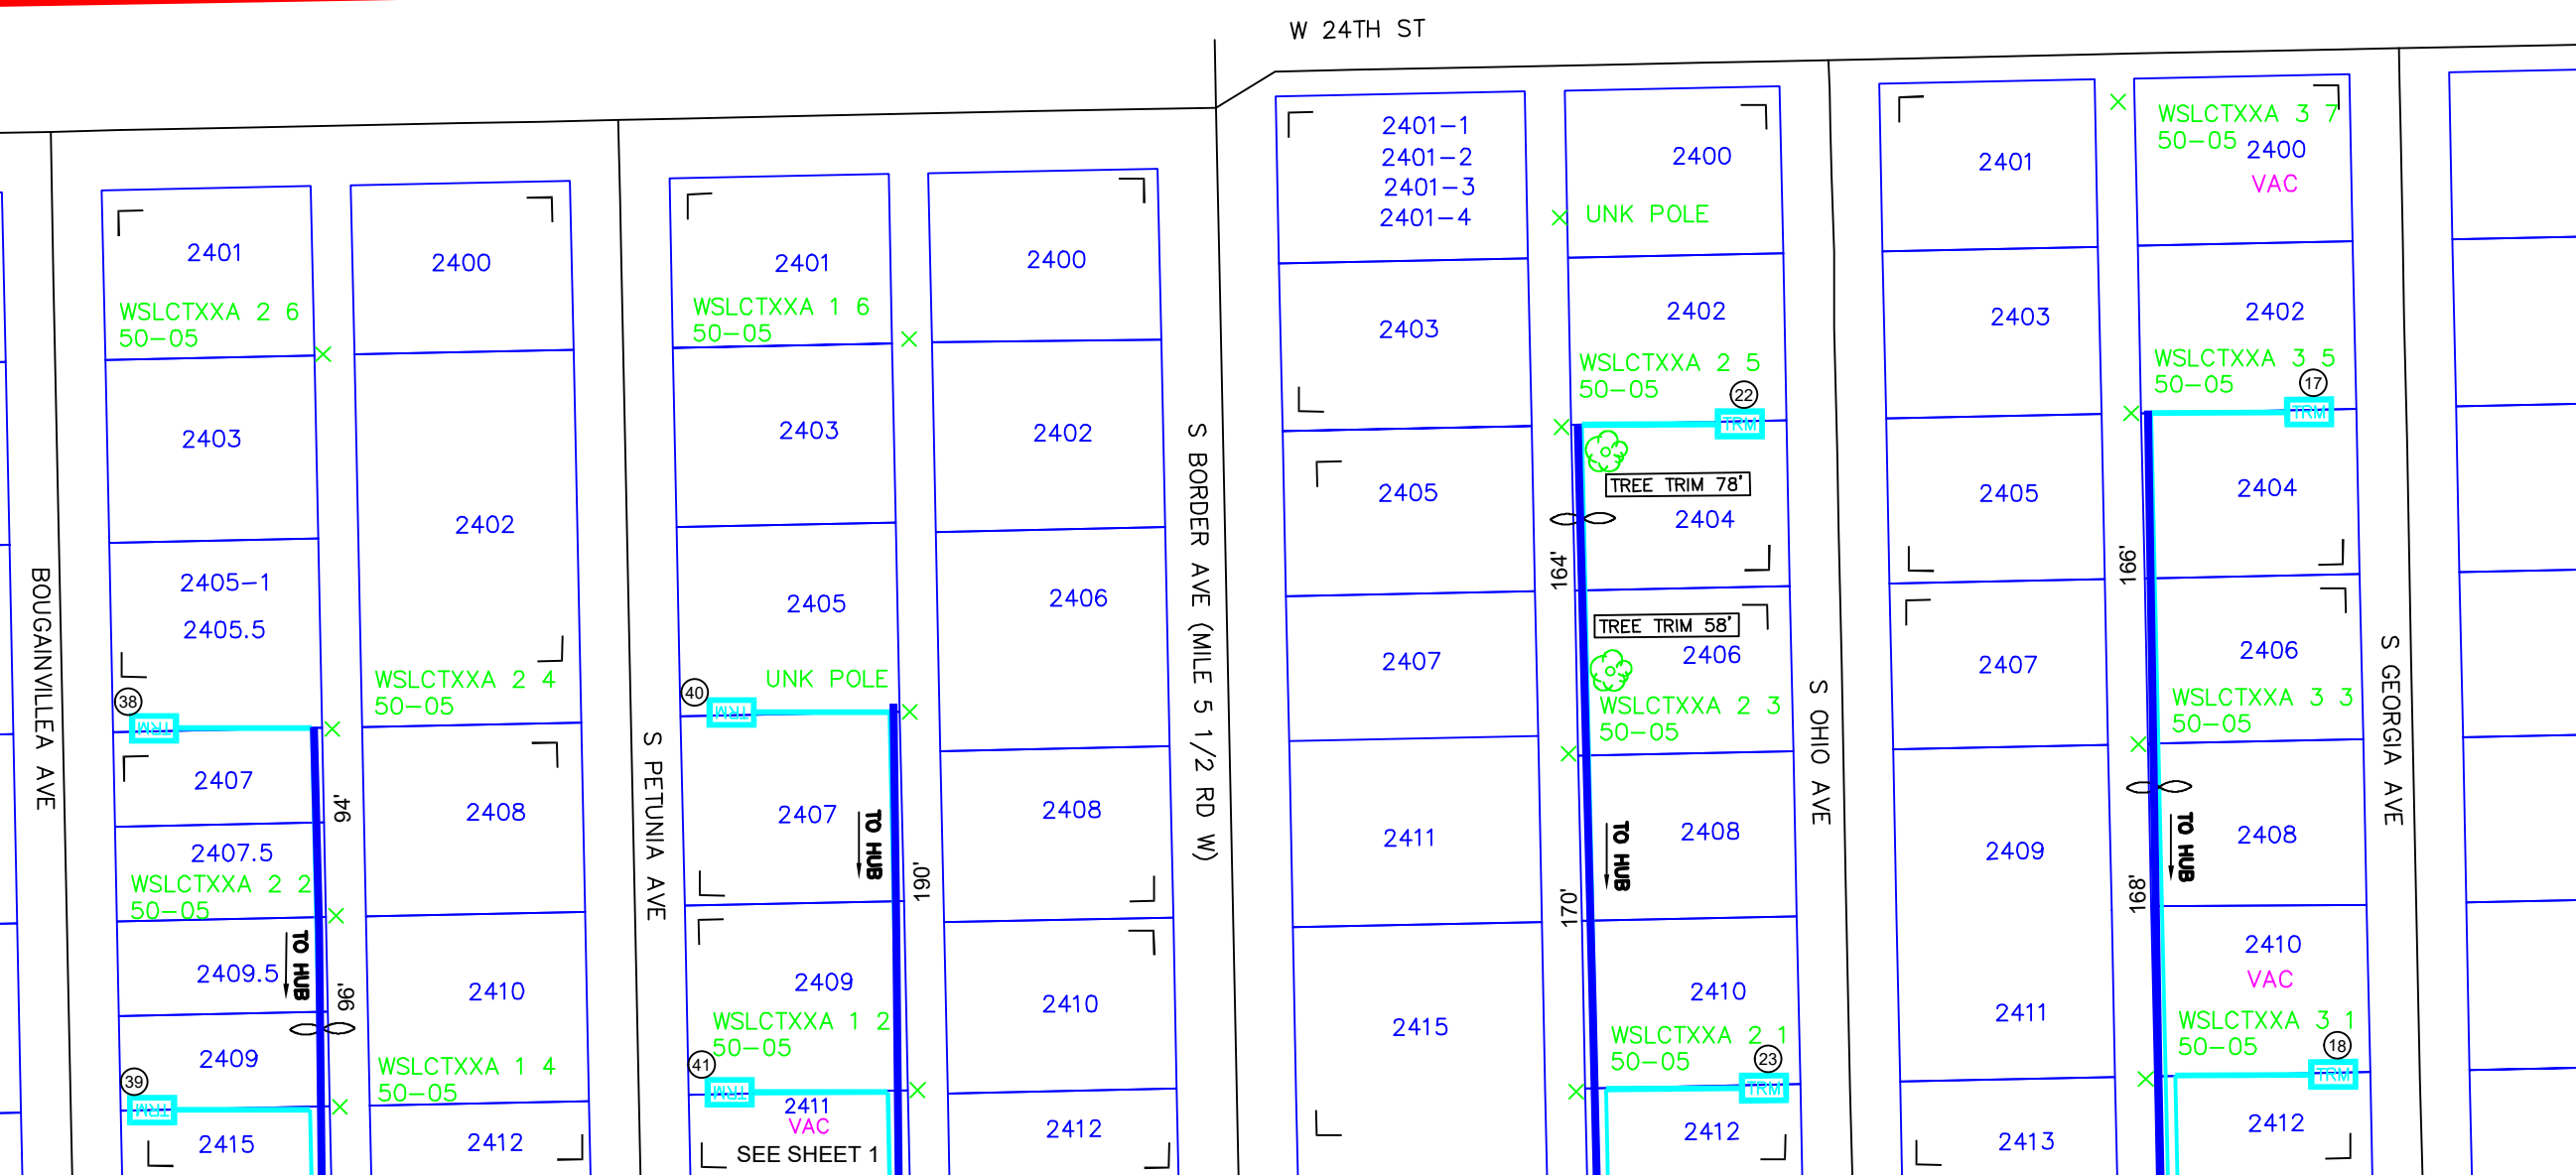 W 24TH ST
BOUGAINVILLEA AVE
2401
WSLCTXXA 2 6
50-05
2403
2405-1
2405.5
38
TRM
2407
2407.5
WSLCTXXA 2 2
50-05
TO HUB
2409.5
2409
39
TRM
2415
94'
96'
2400
2402
WSLCTXXA 2 4
50-05
2408
2410
WSLCTXXA 1 4
50-05
2412
S PETUNIA AVE
2401
WSLCTXXA 1 6
50-05
2403
2405
UNK POLE
40
TRM
2407
TO HUB
190'
2409
WSLCTXXA 1 2
50-05
41
TRM
2411
VAC
SEE SHEET 1
2400
2402
2406
2408
2410
2412
S BORDER AVE (MILE 5 1/2 RD W)
2401-1
2401-2
2401-3
2401-4
2403
2405
2407
2411
2415
2400
UNK POLE
2402
WSLCTXXA 2 5
50-05
22
TRM
TREE TRIM 78'
2404
164'
TREE TRIM 58'
2406
WSLCTXXA 2 3
50-05
TO HUB
2408
170'
2410
WSLCTXXA 2 1
50-05
23
TRM
2412
S OHIO AVE
2401
2403
2405
2407
2409
2411
2413
WSLCTXXA 3 7
50-05
2400
VAC
2402
WSLCTXXA 3 5
50-05
17
TRM
2404
166'
2406
WSLCTXXA 3 3
50-05
TO HUB
2408
168'
2410
VAC
WSLCTXXA 3 1
50-05
18
TRM
2412
S GEORGIA AVE